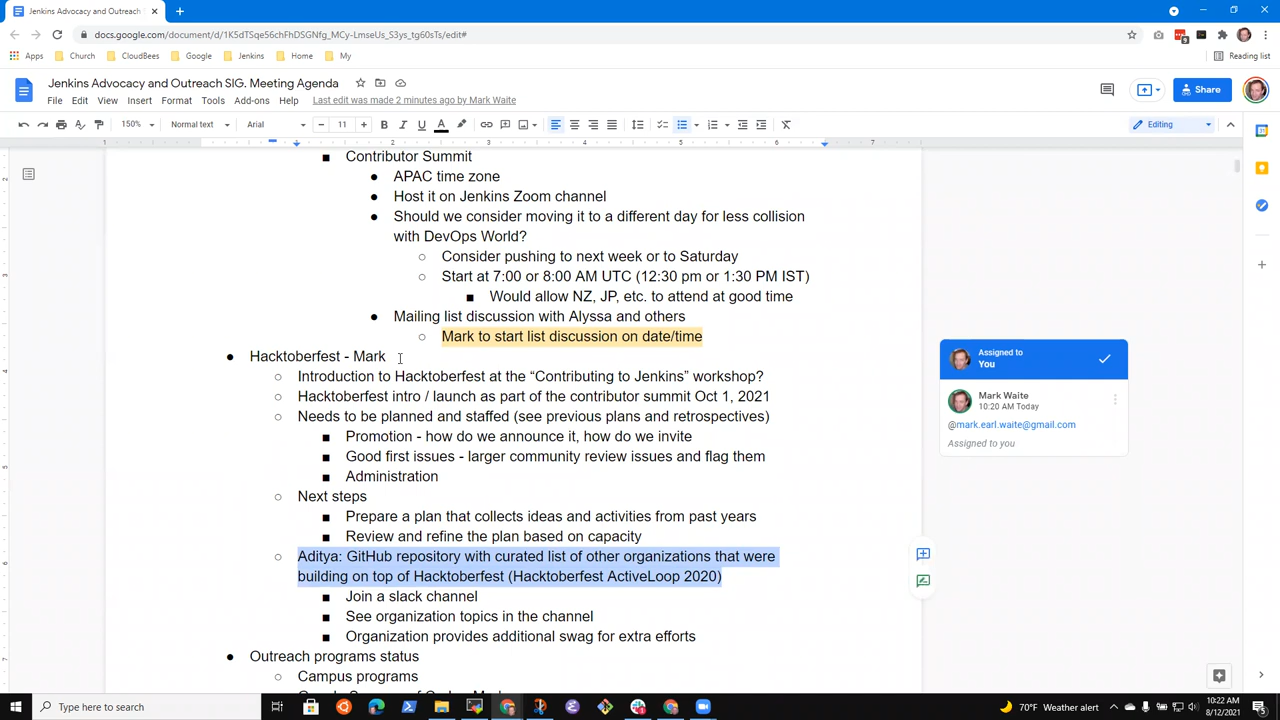 Jenkins Advocacy and Outreach
docs.google.com/document/d/1K5dTSqe56chFhDSGNfg_MCy-LmseUs_S3ys_tg60sTs/edit#
Apps Church CloudBees Google Jenkins Home My Reading list
Jenkins Advocacy and Outreach SIG. Meeting Agenda
File Edit View Insert Format Tools Add-ons Help Last edit was made 2 minutes ago by Mark Waite
Share
150% Normal text Arial 11 Editing
Contributor Summit
APAC time zone
Host it on Jenkins Zoom channel
Should we consider moving it to a different day for less collision
with DevOps World?
Consider pushing to next week or to Saturday
Start at 7:00 or 8:00 AM UTC (12:30 pm or 1:30 PM IST)
Would allow NZ, JP, etc. to attend at good time
Mailing list discussion with Alyssa and others
Mark to start list discussion on date/time
Hacktoberfest - Mark
Introduction to Hacktoberfest at the “Contributing to Jenkins” workshop?
Hacktoberfest intro / launch as part of the contributor summit Oct 1, 2021
Needs to be planned and staffed (see previous plans and retrospectives)
Promotion - how do we announce it, how do we invite
Good first issues - larger community review issues and flag them
Administration
Next steps
Prepare a plan that collects ideas and activities from past years
Review and refine the plan based on capacity
Aditya: GitHub repository with curated list of other organizations that were
building on top of Hacktoberfest (Hacktoberfest ActiveLoop 2020)
Join a slack channel
See organization topics in the channel
Organization provides additional swag for extra efforts
Outreach programs status
Campus programs
Assigned to
You
Mark Waite
10:20 AM Today
@mark.earl.waite@gmail.com
Assigned to you
Type here to search
70°F Weather alert
10:22 AM
8/12/2021